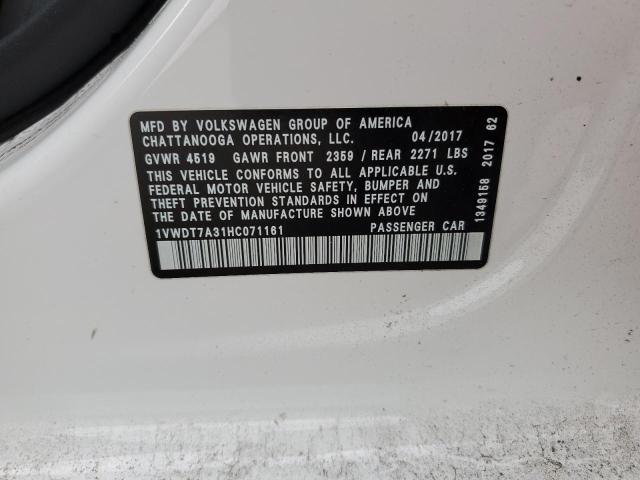 MFD BY VOLKSWAGEN GROUP OF AMERICA
CHATTANOOGA OPERATIONS, LLC. 04/2017
GVWR 4519 GAWR FRONT 2359 / REAR 2271 LBS
THIS VEHICLE CONFORMS TO ALL APPLICABLE U.S.
FEDERAL MOTOR VEHICLE SAFETY, BUMPER AND
THEFT PREVENTION STANDARDS IN EFFECT ON
THE DATE OF MANUFACTURE SHOWN ABOVE
1VWDT7A31HC071161 PASSENGER CAR
1349158 2017 62